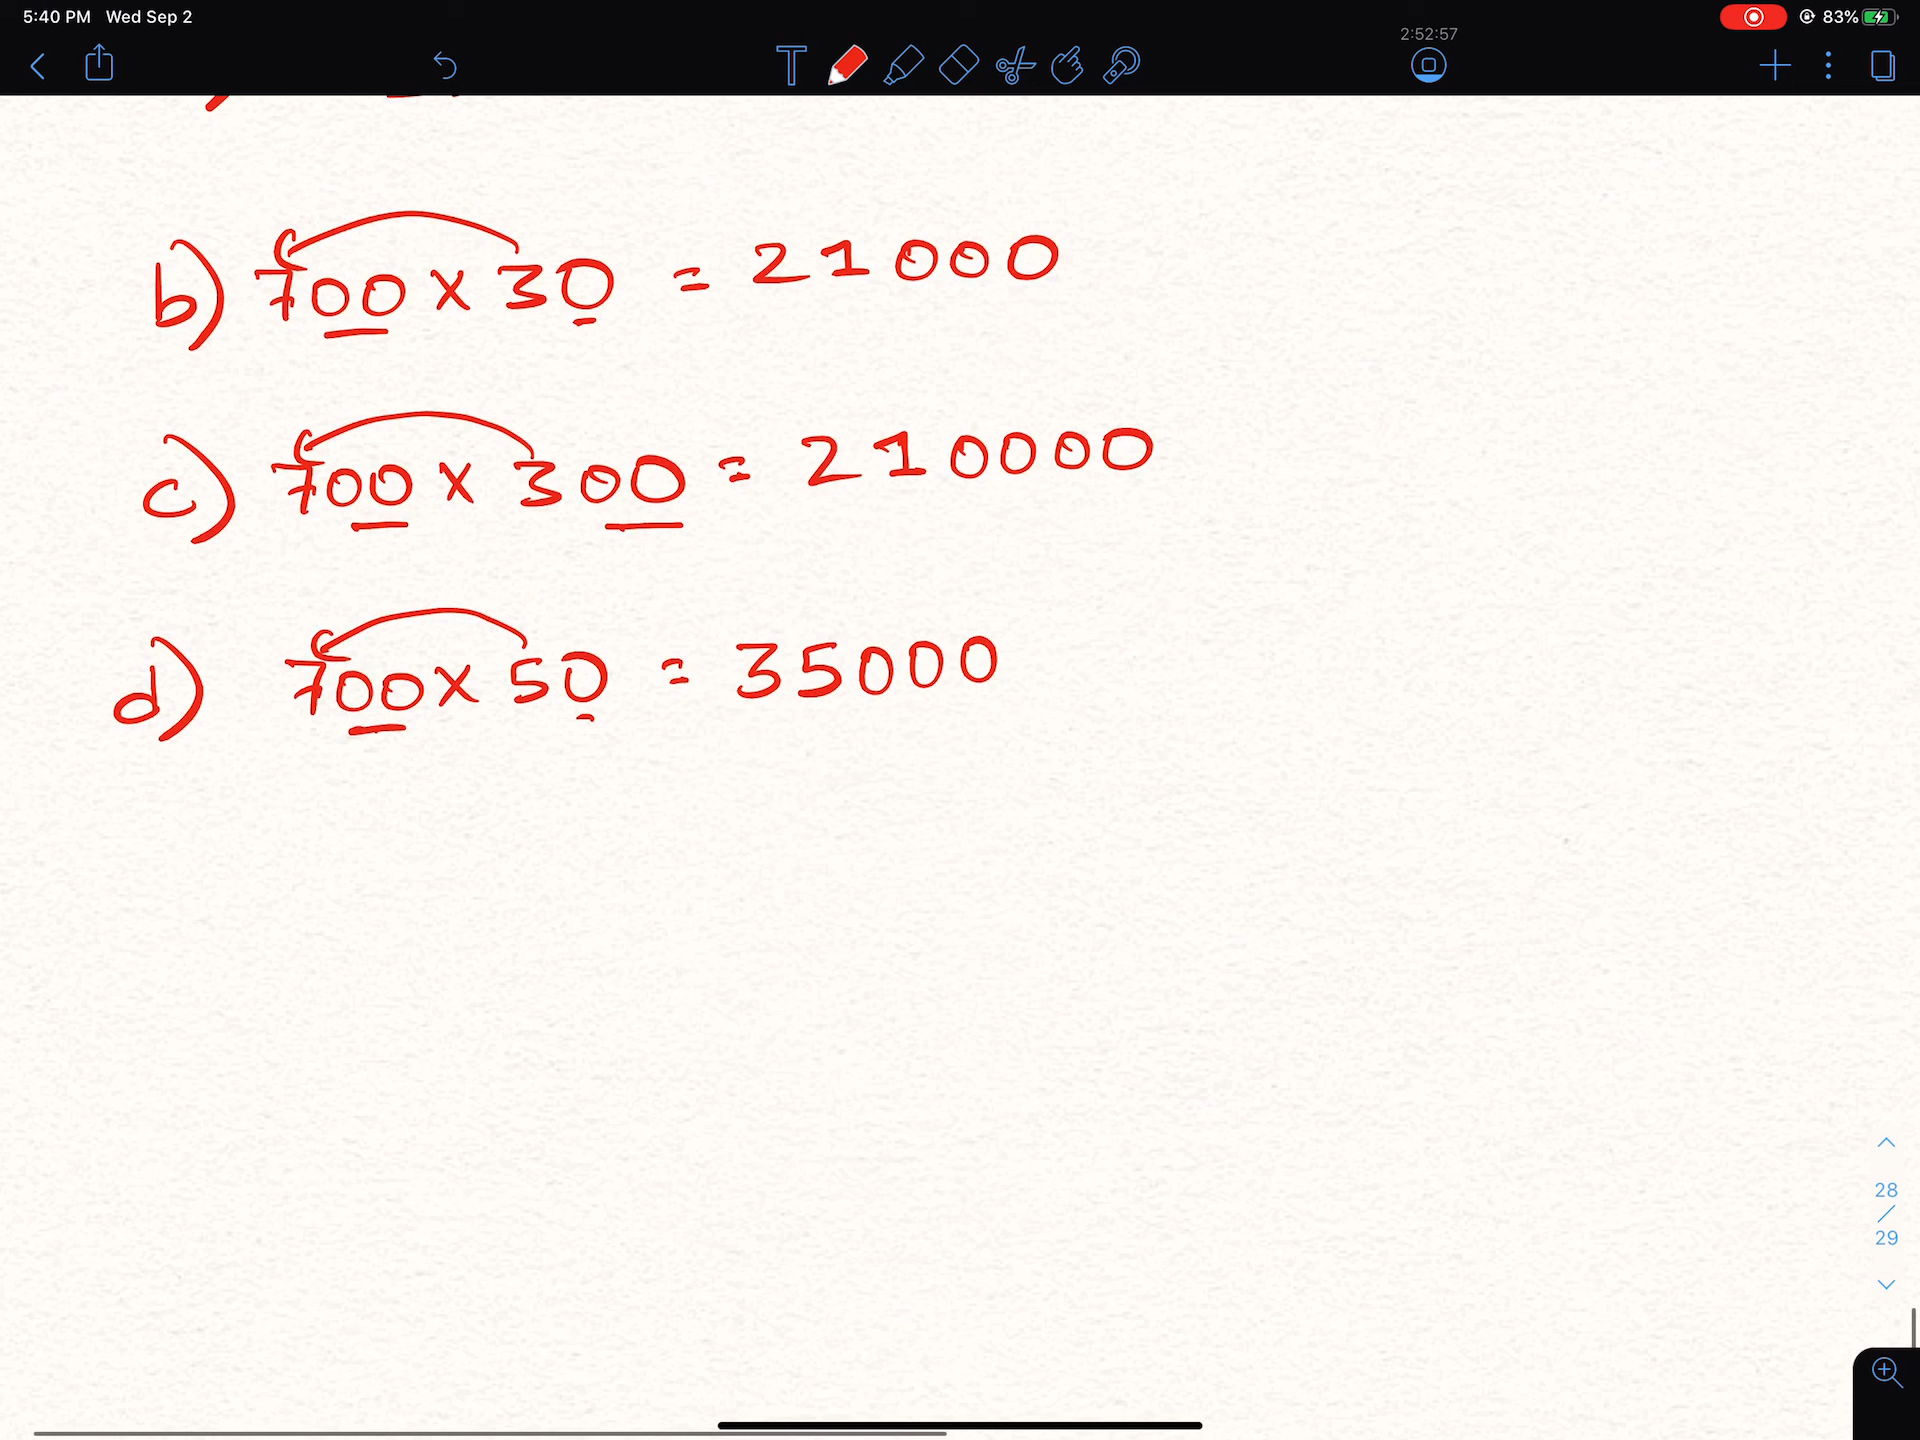 5:40 PM Wed Sep 2
83%
2:52:57
T
b) 700 x 30 = 21000
c) 700 x 300 = 210000
d) 700 x 50 = 35000
28
/
29